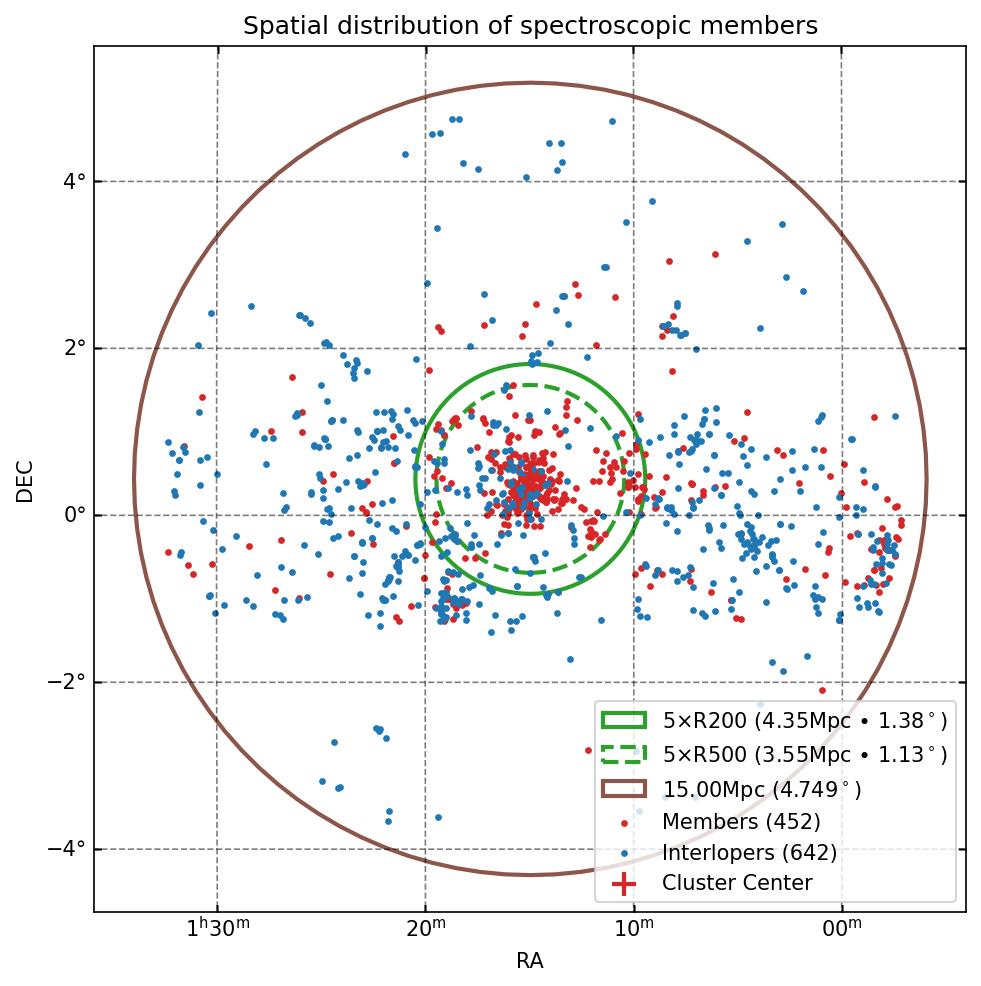 Spatial distribution of spectroscopic members
DEC
4°
2°
0°
−2°
−4°
5×R200 (4.35Mpc • 1.38°)
5×R500 (3.55Mpc • 1.13°)
15.00Mpc (4.749°)
Members (452)
Interlopers (642)
Cluster Center
1ʰ30ᵐ 20ᵐ 10ᵐ 00ᵐ
RA